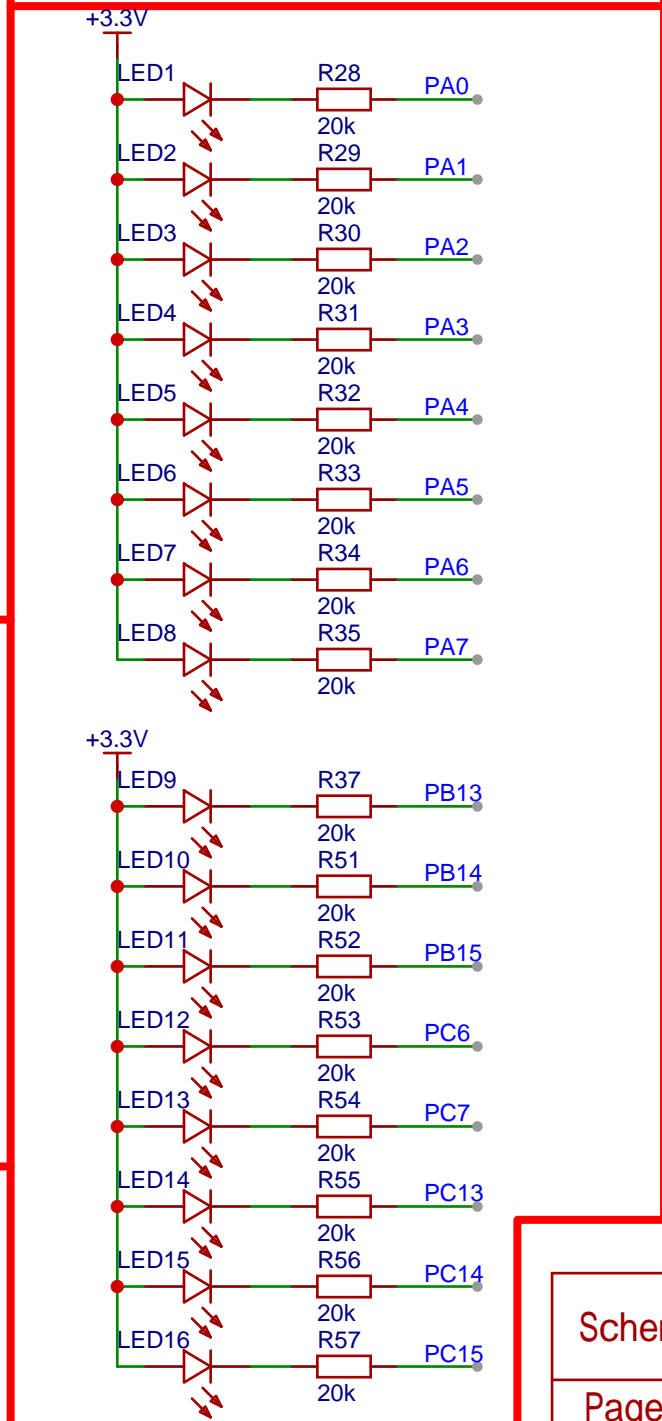 +3.3V
LED1 R28 PA0
20k
LED2 R29 PA1
20k
LED3 R30 PA2
20k
LED4 R31 PA3
20k
LED5 R32 PA4
20k
LED6 R33 PA5
20k
LED7 R34 PA6
20k
LED8 R35 PA7
20k
+3.3V
LED9 R37 PB13
20k
LED10 R51 PB14
20k
LED11 R52 PB15
20k
LED12 R53 PC6
20k
LED13 R54 PC7
20k
LED14 R55 PC13
20k
LED15 R56 PC14
20k
LED16 R57 PC15
20k
Page